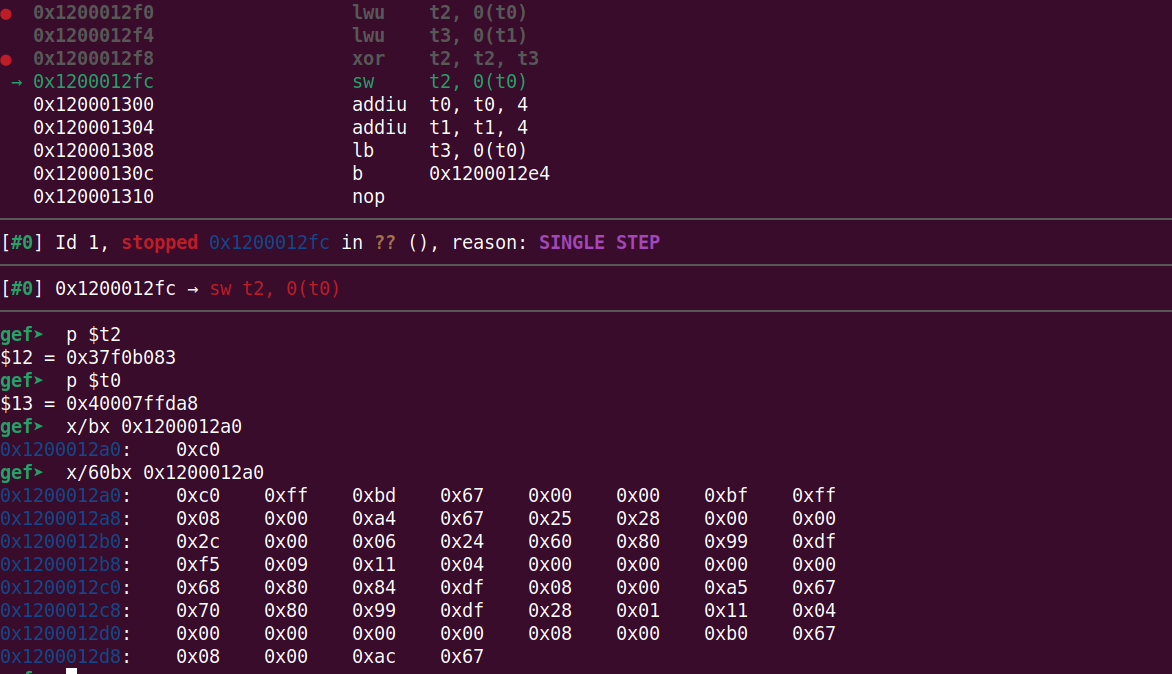 ● 0x1200012f0 lwu t2, 0(t0)
0x1200012f4 lwu t3, 0(t1)
● 0x1200012f8 xor t2, t2, t3
→ 0x1200012fc sw t2, 0(t0)
0x120001300 addiu t0, t0, 4
0x120001304 addiu t1, t1, 4
0x120001308 lb t3, 0(t0)
0x12000130c b 0x1200012e4
0x120001310 nop
[#0] Id 1, stopped 0x1200012fc in ?? (), reason: SINGLE STEP
[#0] 0x1200012fc → sw t2, 0(t0)
gef➤ p $t2
$12 = 0x37f0b083
gef➤ p $t0
$13 = 0x40007ffda8
gef➤ x/bx 0x1200012a0
0x1200012a0: 0xc0
gef➤ x/60bx 0x1200012a0
0x1200012a0: 0xc0 0xff 0xbd 0x67 0x00 0x00 0xbf 0xff
0x1200012a8: 0x08 0x00 0xa4 0x67 0x25 0x28 0x00 0x00
0x1200012b0: 0x2c 0x00 0x06 0x24 0x60 0x80 0x99 0xdf
0x1200012b8: 0xf5 0x09 0x11 0x04 0x00 0x00 0x00 0x00
0x1200012c0: 0x68 0x80 0x84 0xdf 0x08 0x00 0xa5 0x67
0x1200012c8: 0x70 0x80 0x99 0xdf 0x28 0x01 0x11 0x04
0x1200012d0: 0x00 0x00 0x00 0x00 0x08 0x00 0xb0 0x67
0x1200012d8: 0x08 0x00 0xac 0x67